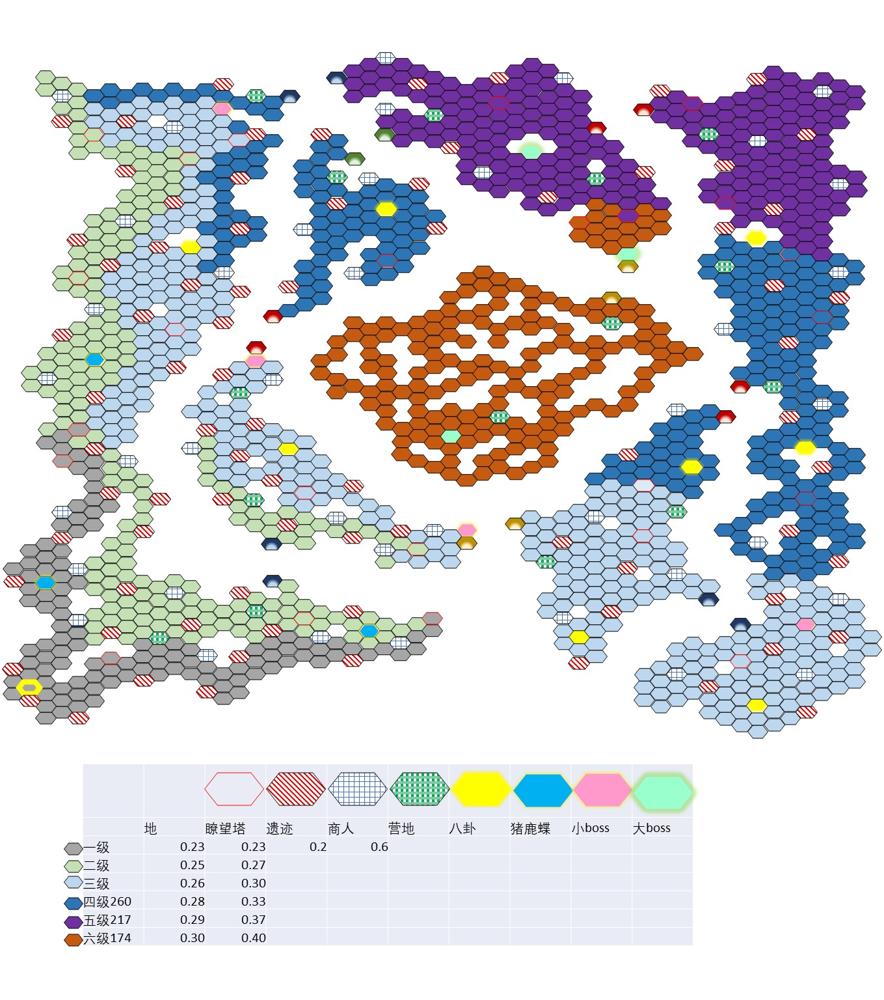 地 瞭望塔 遗迹 商人 营地 八卦 猪鹿蝶 小boss 大boss
一级 0.23 0.23 0.2 0.6
二级 0.25 0.27
三级 0.26 0.30
四级260 0.28 0.33
五级217 0.29 0.37
六级174 0.30 0.40